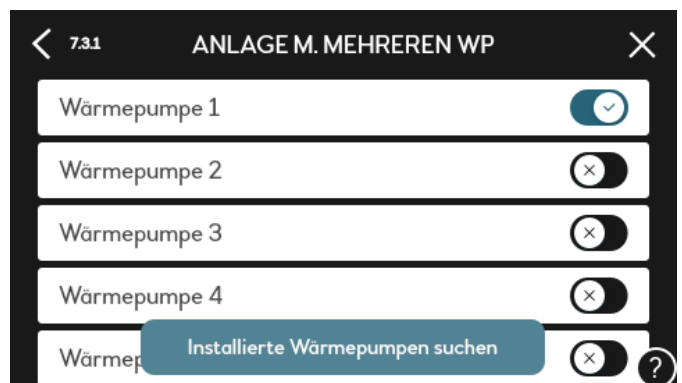 7.3.1 ANLAGE M. MEHREREN WP
Wärmepumpe 1
Wärmepumpe 2
Wärmepumpe 3
Wärmepumpe 4
Installierte Wärmepumpen suchen
?